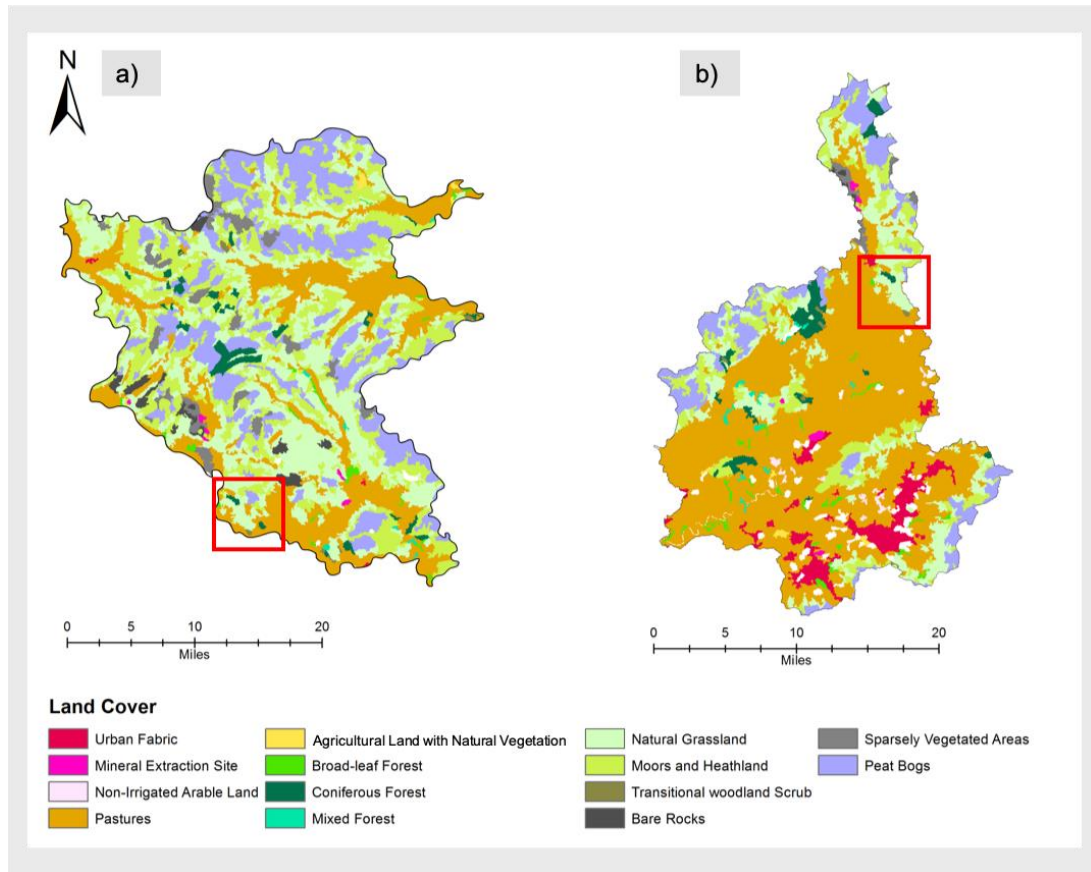 N
a)
b)
0 5 10 20
Miles
0 5 10 20
Miles
Land Cover
Urban Fabric
Mineral Extraction Site
Non-Irrigated Arable Land
Pastures
Agricultural Land with Natural Vegetation
Broad-leaf Forest
Coniferous Forest
Mixed Forest
Natural Grassland
Moors and Heathland
Transitional woodland Scrub
Bare Rocks
Sparsely Vegetated Areas
Peat Bogs